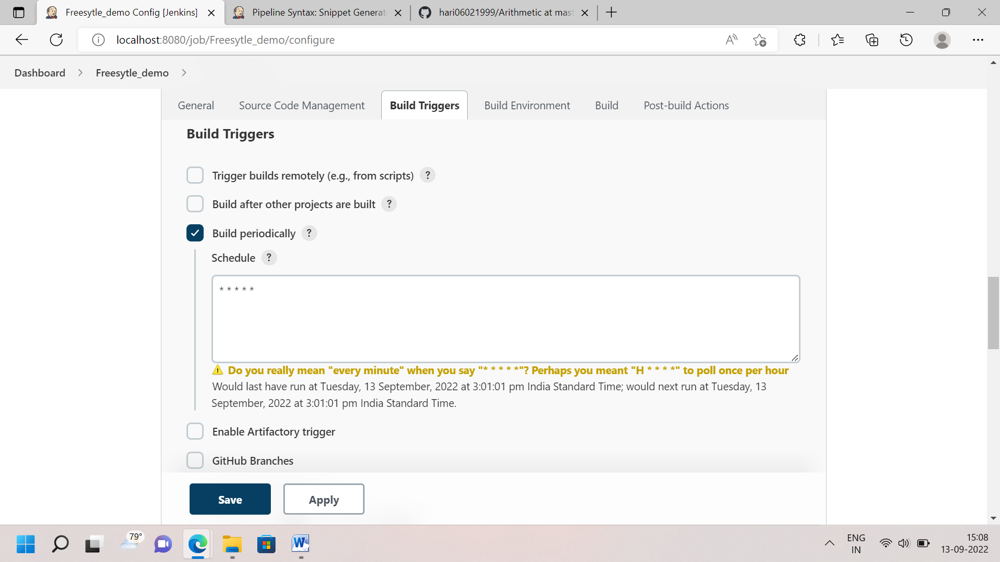 Freesytle_demo Config [Jenkins]
Pipeline Syntax: Snippet Generat
hari06021999/Arithmetic at mast
localhost:8080/job/Freesytle_demo/configure
Dashboard
Freesytle_demo
General
Source Code Management
Build Triggers
Build Environment
Build
Post-build Actions
Build Triggers
Trigger builds remotely (e.g., from scripts) ?
Build after other projects are built ?
Build periodically ?
Schedule ?
* * * * *
Do you really mean "every minute" when you say "* * * * *"? Perhaps you meant "H * * * *" to poll once per hour
Would last have run at Tuesday, 13 September, 2022 at 3:01:01 pm India Standard Time; would next run at Tuesday, 13
September, 2022 at 3:01:01 pm India Standard Time.
Enable Artifactory trigger
GitHub Branches
Save
Apply
79°
ENG
IN
15:08
13-09-2022